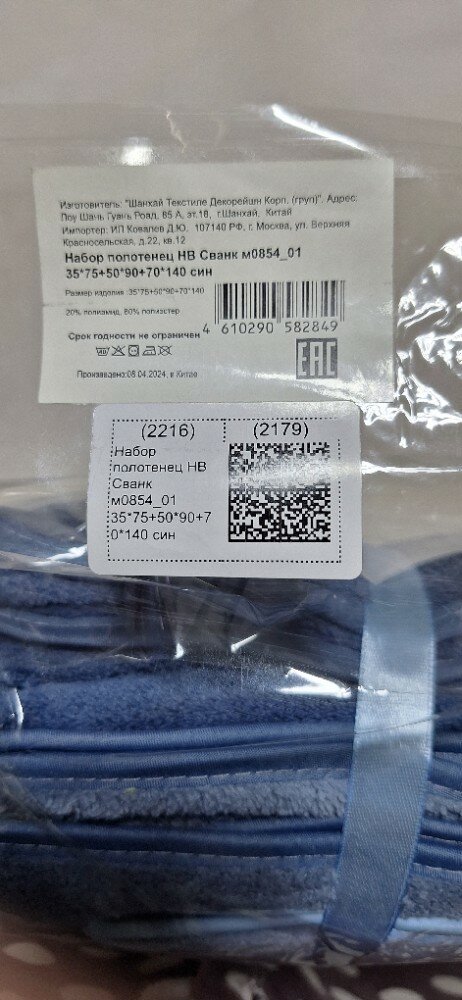 Изготовитель: "Шанхай Текстиле Декорейшн Корп. (груп)". Адрес:
Лоу Шань Гуань Роад, 85 А, эт.18, г.Шанхай, Китай
Импортер: ИП Ковалев Д.Ю. 107140 РФ, г. Москва, ул. Верхняя
Красносельская, д.22, кв.12
Набор полотенец НВ Сванк м0854_01
35*75+50*90+70*140 син
Размер изделия 35*75+50*90+70*140
20% полиамид, 80% полиэстер
Срок годности не ограничен
4 610290 582849
EAC
Произведено:08.04.2024, в Китае
(2216) (2179)
Набор
полотенец НВ
Сванк
м0854_01
35*75+50*90+7
0*140 син